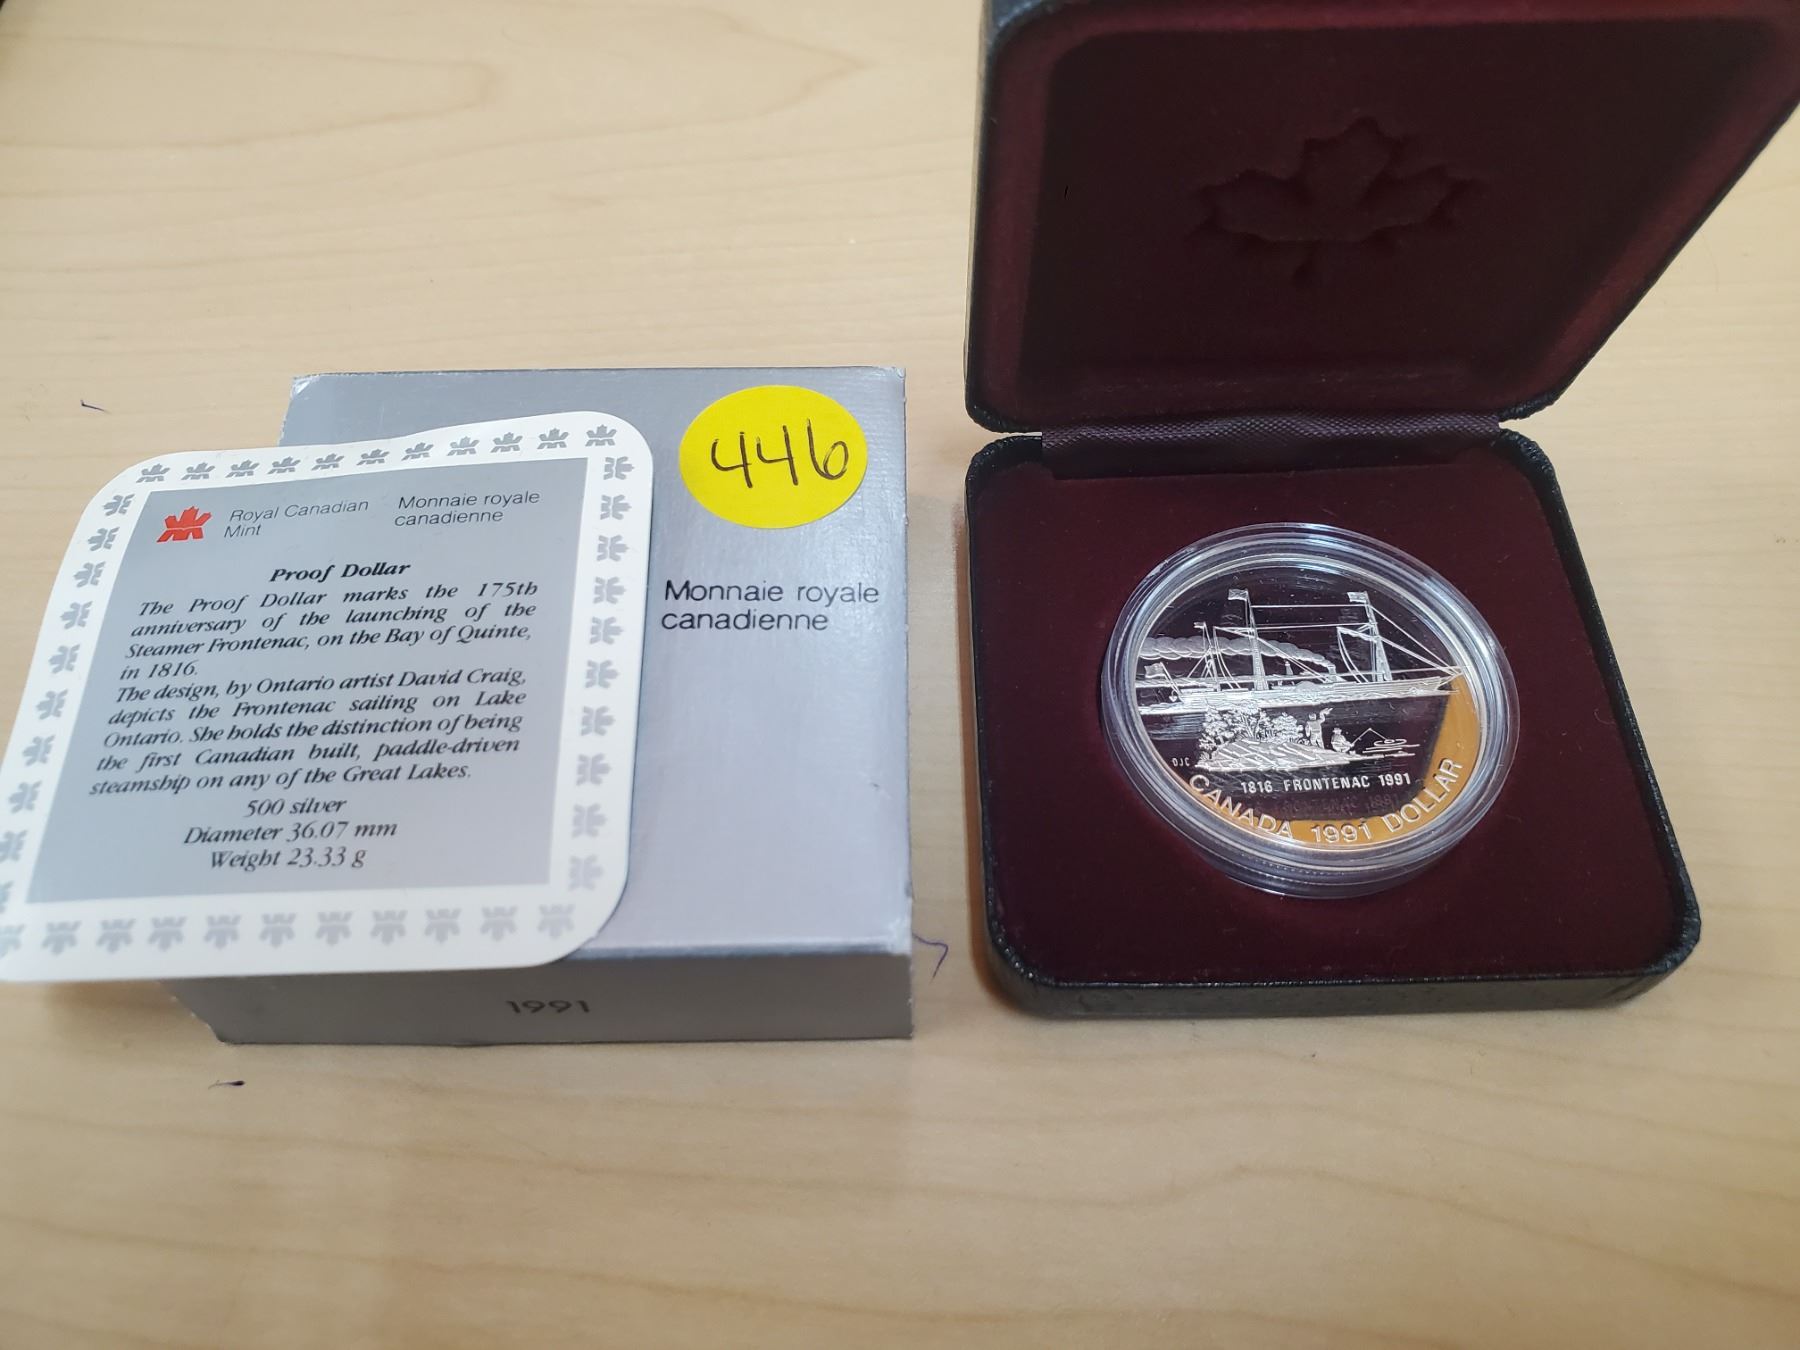 Royal Canadian Mint
Monnaie royale canadienne
Proof Dollar
The Proof Dollar marks the 175th
anniversary of the launching of the
Steamer Frontenac, on the Bay of Quinte,
in 1816.
The design, by Ontario artist David Craig,
depicts the Frontenac sailing on Lake
Ontario. She holds the distinction of being
the first Canadian built, paddle-driven
steamship on any of the Great Lakes.
500 silver
Diameter 36.07 mm
Weight 23.33 g
446
Monnaie royale
canadienne
1991
DJC
1816 FRONTENAC 1991
CANADA 1991 DOLLAR